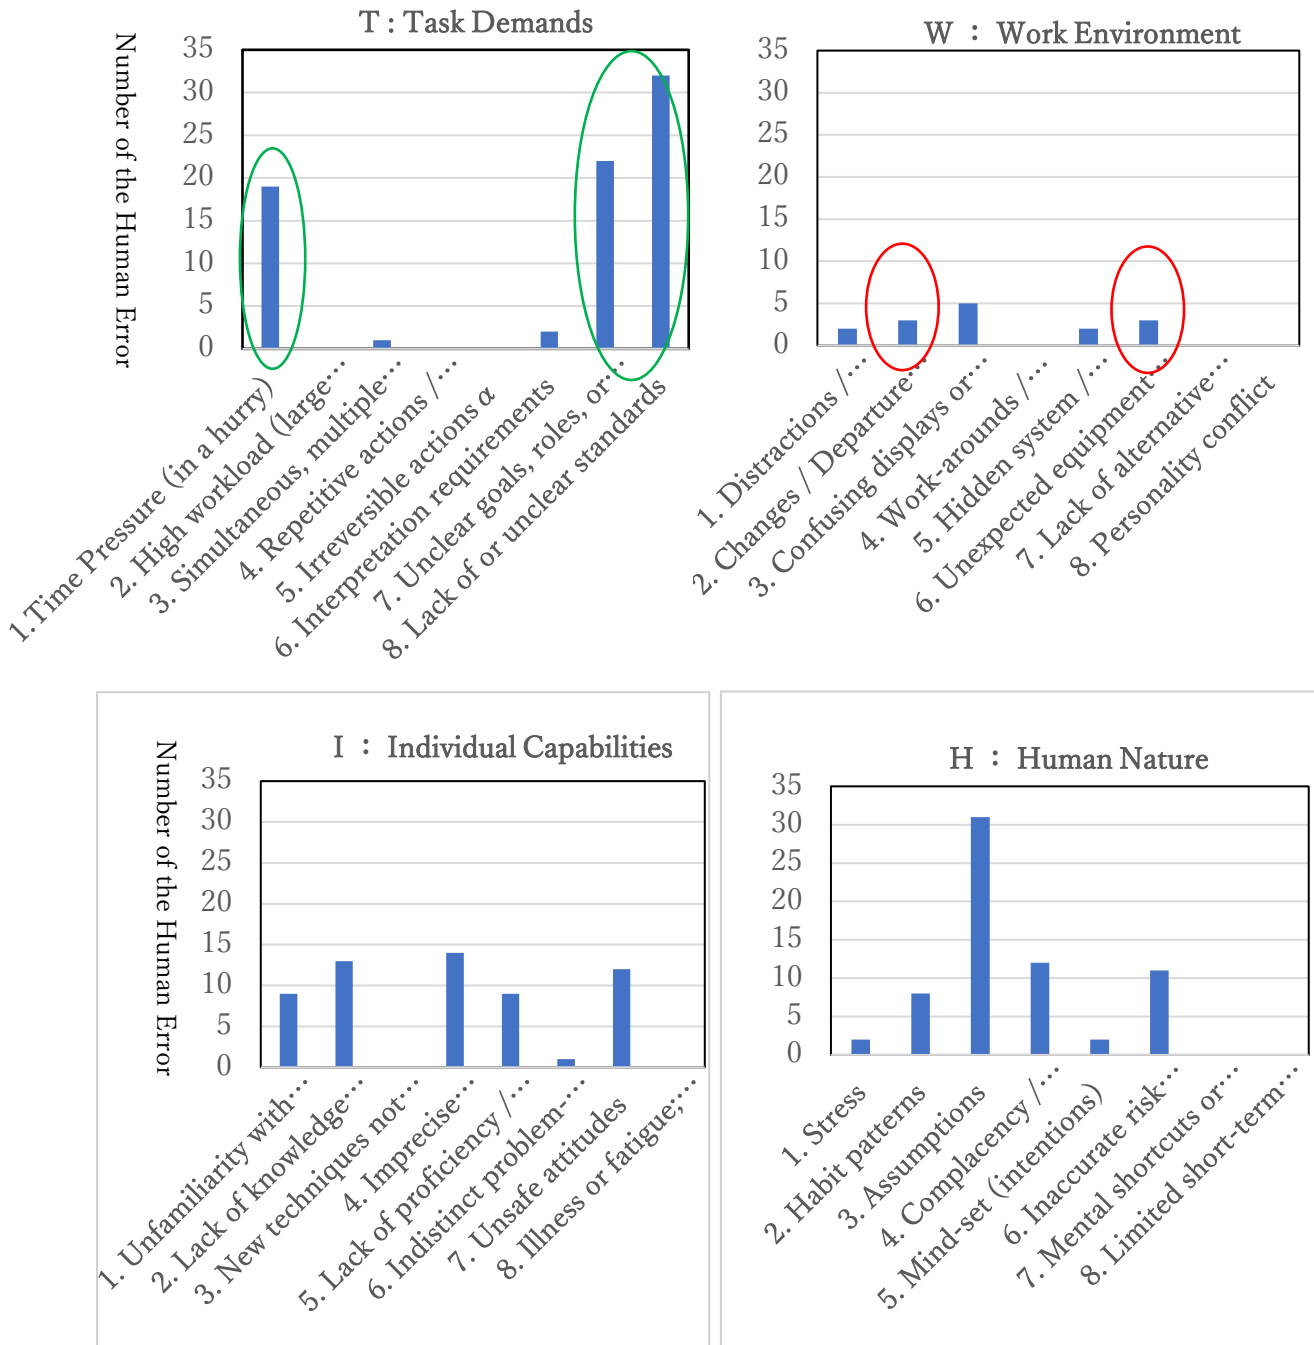 T : Task Demands
Number of the Human Error
35
30
25
20
15
10
5
0
1.Time Pressure (in a hurry)
2. High workload (large…
3. Simultaneous, multiple…
4. Repetitive actions /…
5. Irreversible actions α
6. Interpretation requirements
7. Unclear goals, roles, or…
8. Lack of or unclear standards
W : Work Environment
35
30
25
20
15
10
5
0
1. Distractions /…
2. Changes / Departure…
3. Confusing displays or…
4. Work-arounds /…
5. Hidden system /…
6. Unexpected equipment…
7. Lack of alternative…
8. Personality conflict
I : Individual Capabilities
Number of the Human Error
35
30
25
20
15
10
5
0
1. Unfamiliarity with…
2. Lack of knowledge…
3. New techniques not…
4. Imprecise…
5. Lack of proficiency /…
6. Indistinct problem-…
7. Unsafe attitudes
8. Illness or fatigue;…
H : Human Nature
35
30
25
20
15
10
5
0
1. Stress
2. Habit patterns
3. Assumptions
4. Complacency /…
5. Mind-set (intentions)
6. Inaccurate risk…
7. Mental shortcuts or…
8. Limited short-term…